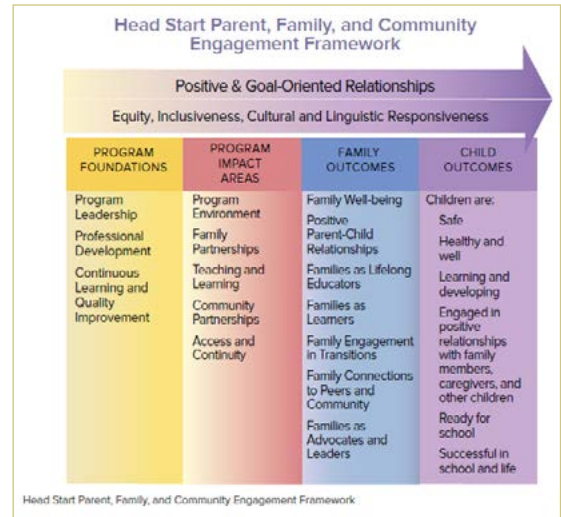 Head Start Parent, Family, and Community
Engagement Framework
Positive & Goal-Oriented Relationships
Equity, Inclusiveness, Cultural and Linguistic Responsiveness
PROGRAM
FOUNDATIONS
Program
Leadership
Professional
Development
Continuous
Learning and
Quality
Improvement
PROGRAM
IMPACT
AREAS
Program
Environment
Family
Partnerships
Teaching and
Learning
Community
Partnerships
Access and
Continuity
FAMILY
OUTCOMES
Family Well-being
Positive
Parent-Child
Relationships
Families as Lifelong
Educators
Families as
Learners
Family Engagement
in Transitions
Family Connections
to Peers and
Community
Families as
Advocates and
Leaders
CHILD
OUTCOMES
Children are:
Safe
Healthy and
well
Learning and
developing
Engaged in
positive
relationships
with family
members,
caregivers, and
other children
Ready for
school
Successful in
school and life
Head Start Parent, Family, and Community Engagement Framework